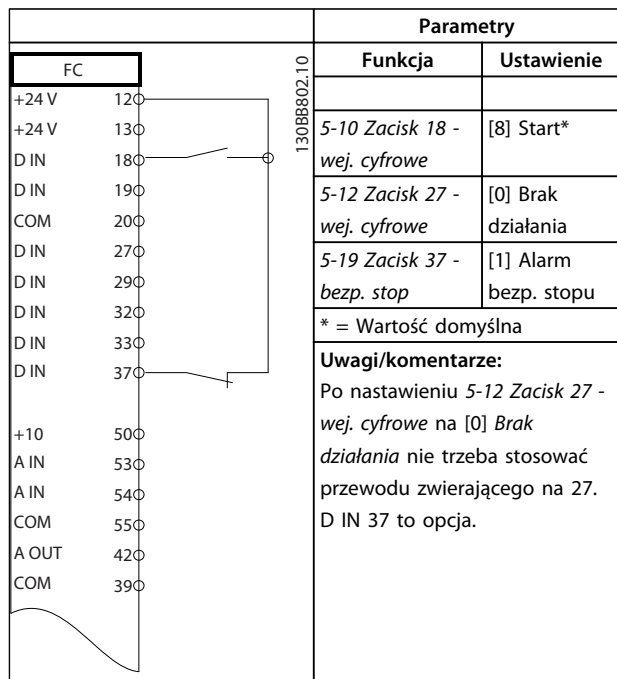 FC
+24 V 12
+24 V 13
D IN 18
D IN 19
COM 20
D IN 27
D IN 29
D IN 32
D IN 33
D IN 37
+10 50
A IN 53
A IN 54
COM 55
A OUT 42
COM 39
130BB802.10
Parametry
Funkcja Ustawienie
5-10 Zacisk 18 - [8] Start*
wej. cyfrowe
5-12 Zacisk 27 - [0] Brak
wej. cyfrowe działania
5-19 Zacisk 37 - [1] Alarm
bezp. stop bezp. stopu
* = Wartość domyślna
Uwagi/komentarze:
Po nastawieniu 5-12 Zacisk 27 -
wej. cyfrowe na [0] Brak
działania nie trzeba stosować
przewodu zwierającego na 27.
D IN 37 to opcja.